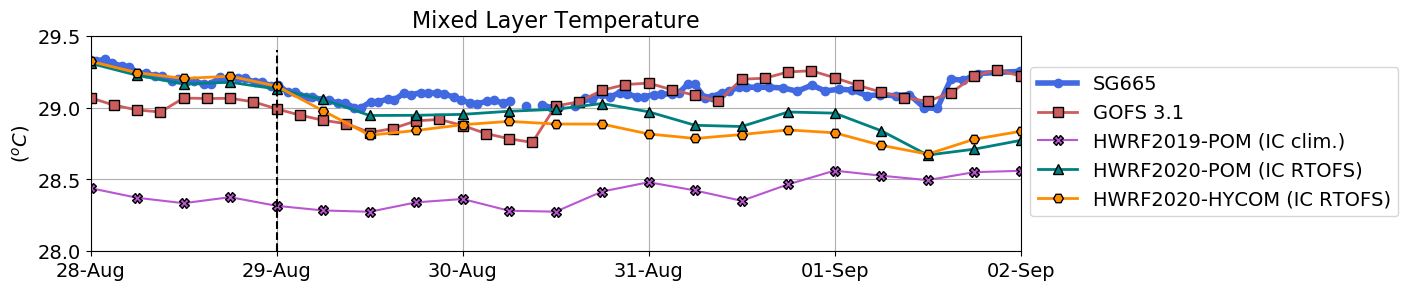 Mixed Layer Temperature
(°C)
29.5
29.0
28.5
28.0
28-Aug
29-Aug
30-Aug
31-Aug
01-Sep
02-Sep
SG665
GOFS 3.1
HWRF2019-POM (IC clim.)
HWRF2020-POM (IC RTOFS)
HWRF2020-HYCOM (IC RTOFS)